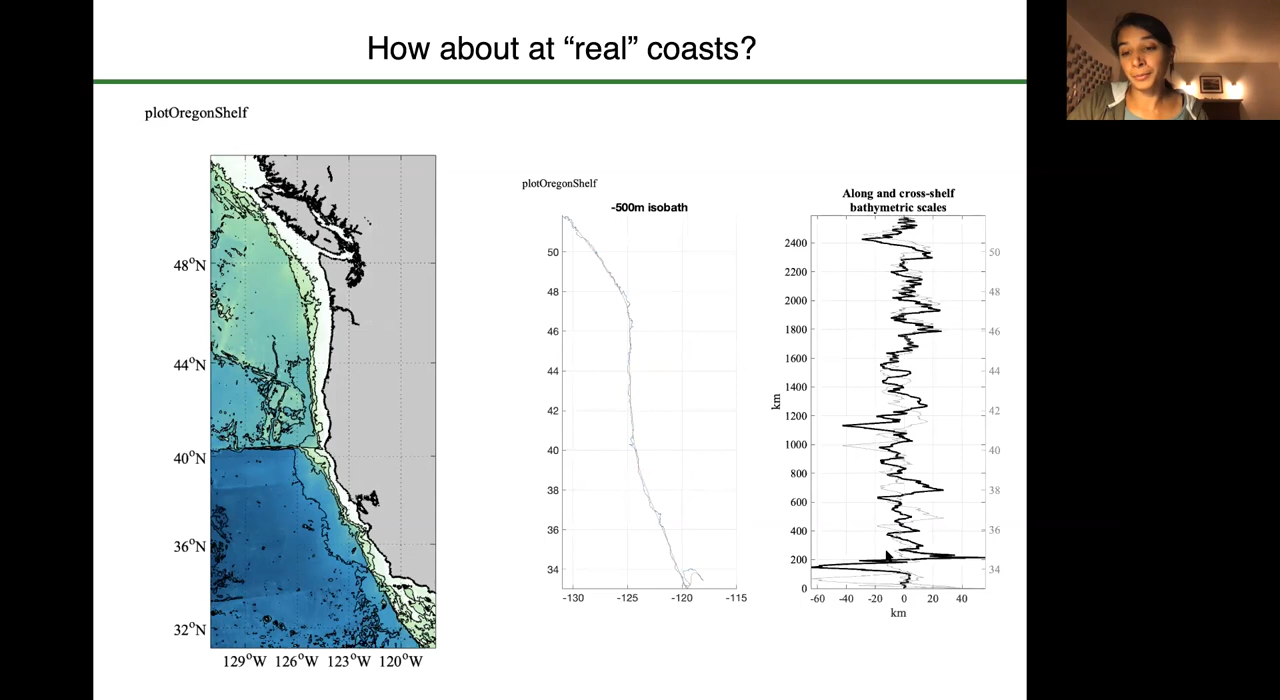 How about at “real” coasts?
plotOregonShelf
48°N
44°N
40°N
36°N
32°N
129°W 126°W 123°W 120°W
plotOregonShelf
-500m isobath
50
48
46
44
42
40
38
36
34
-130 -125 -120 -115
Along and cross-shelf
bathymetric scales
km
2400
2200
2000
1800
1600
1400
1200
1000
800
600
400
200
0
50
48
46
44
42
40
38
36
34
-60 -40 -20 0 20 40
km